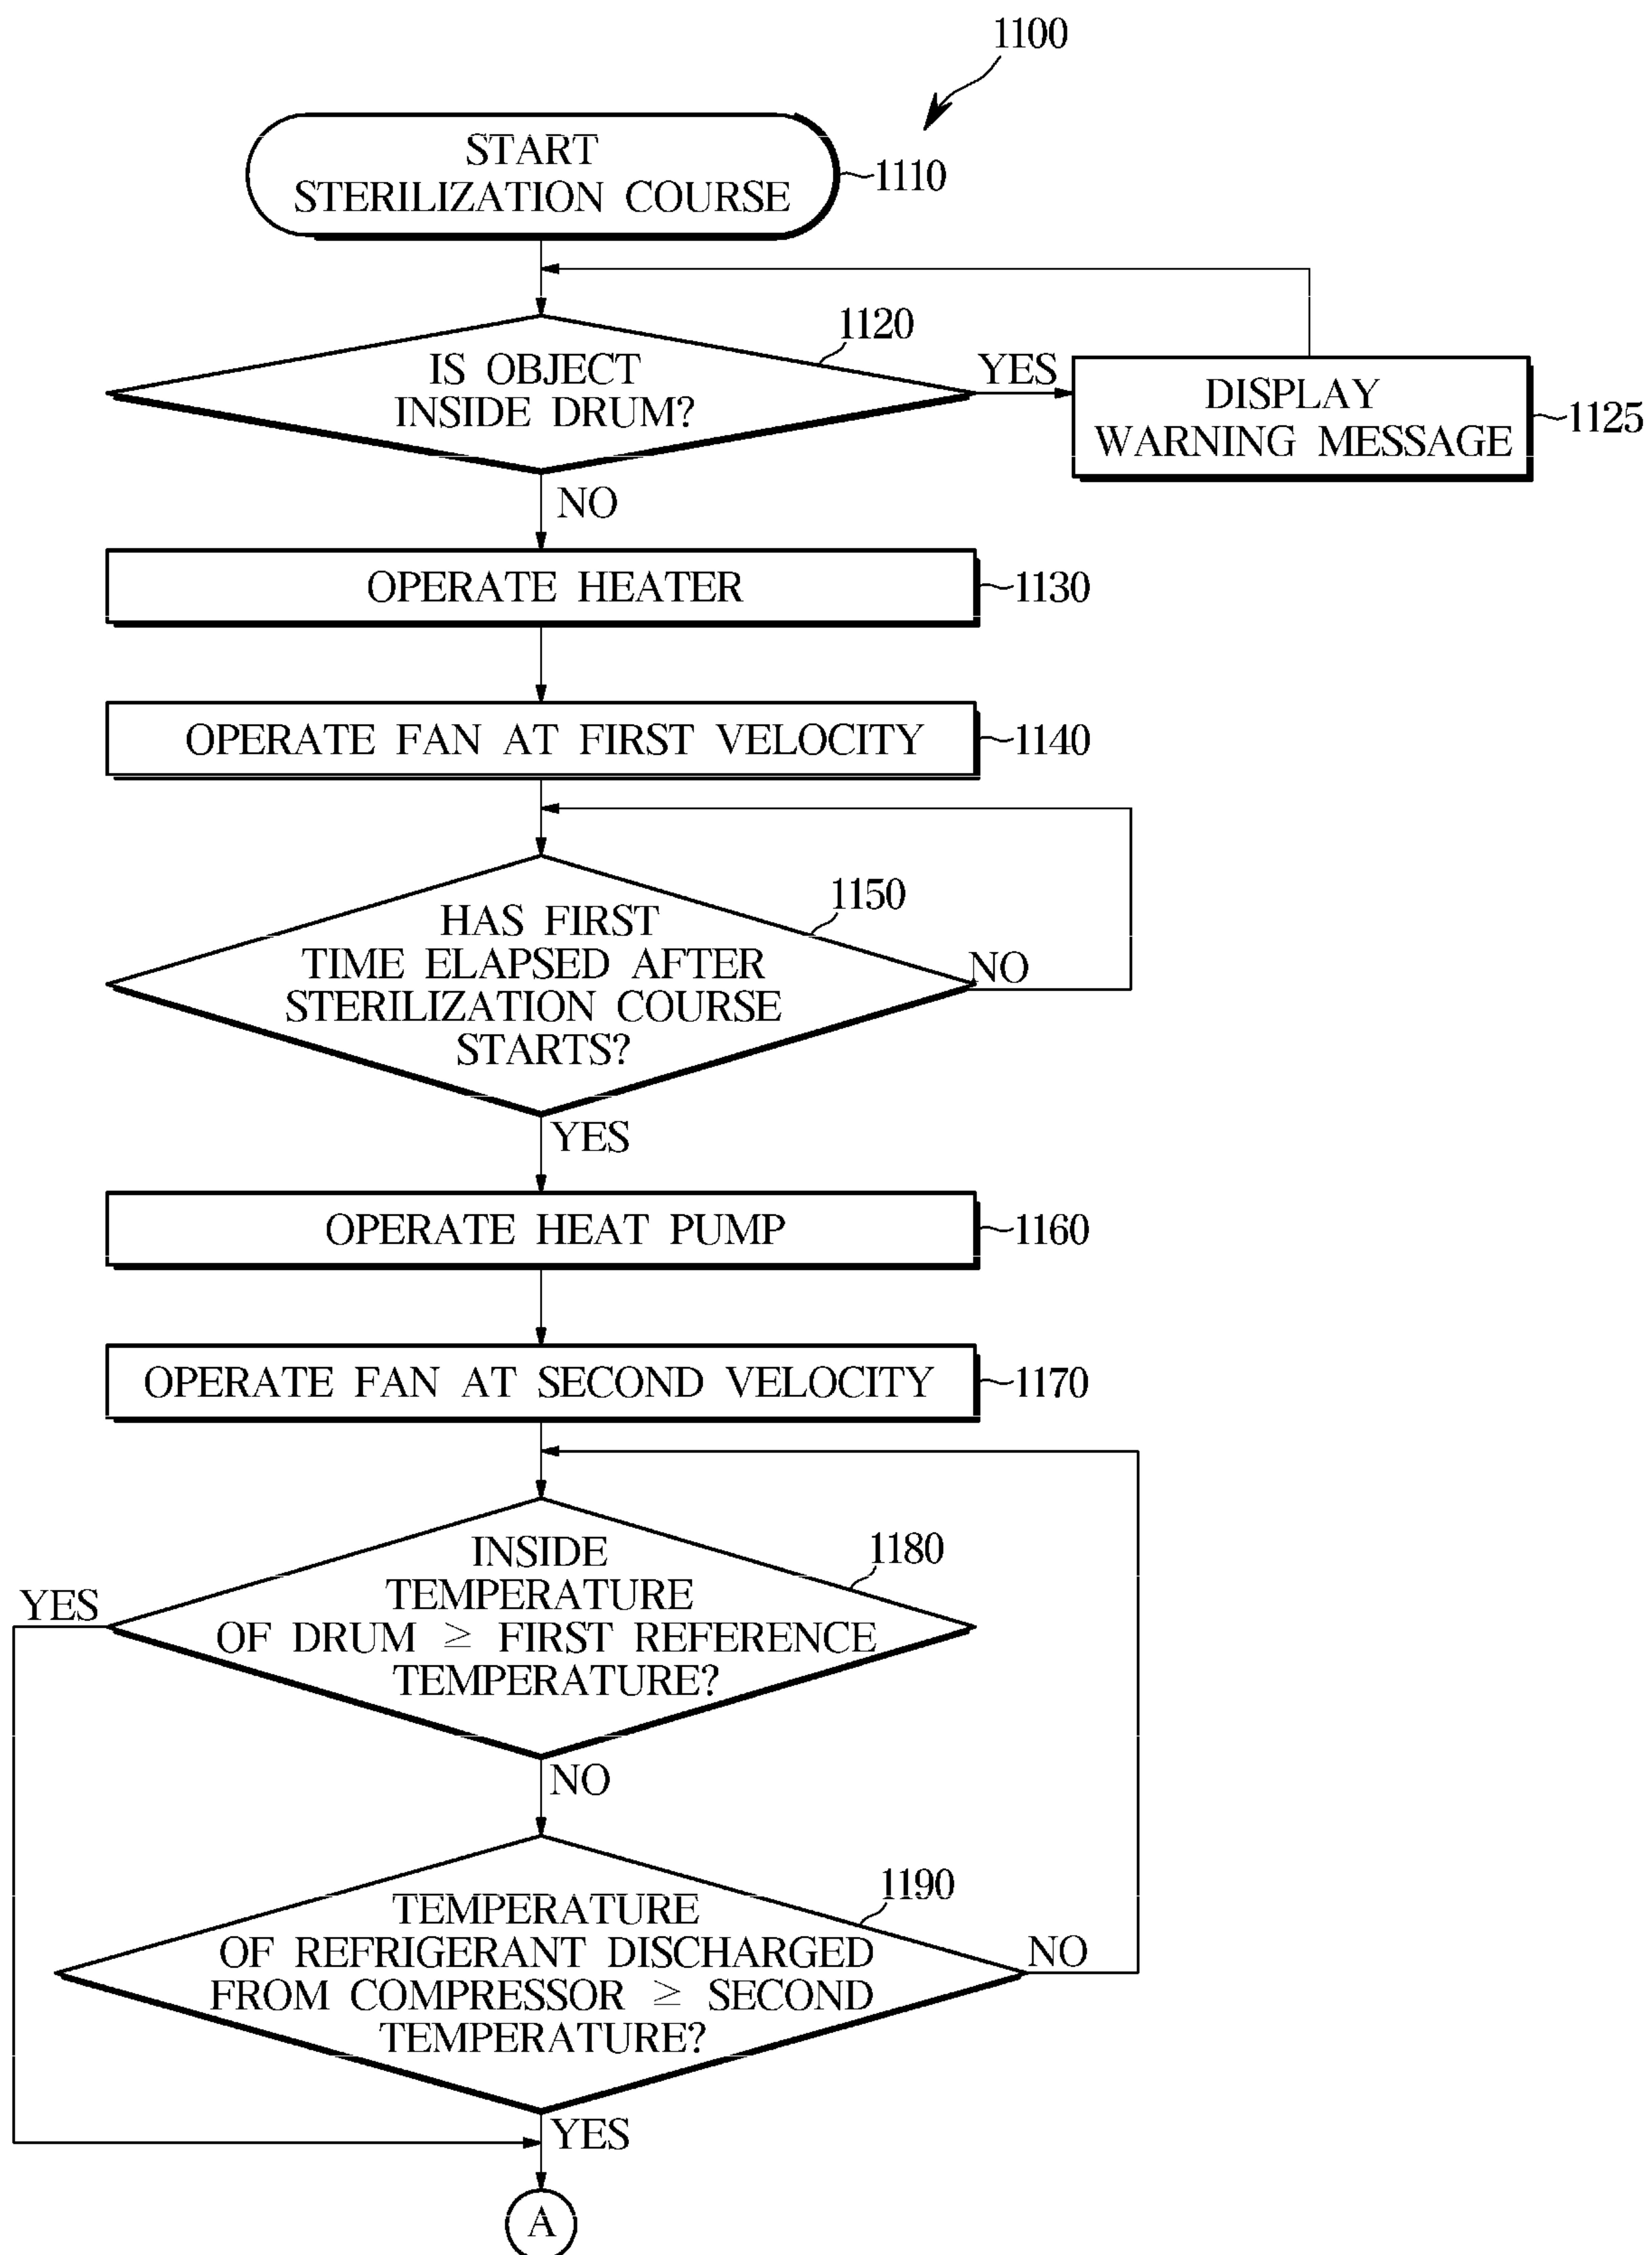 1100
START
STERILIZATION COURSE
1110
1120
IS OBJECT
INSIDE DRUM?
YES
DISPLAY
WARNING MESSAGE
1125
NO
OPERATE HEATER
1130
OPERATE FAN AT FIRST VELOCITY
1140
1150
HAS FIRST
TIME ELAPSED AFTER
STERILIZATION COURSE
STARTS?
NO
YES
OPERATE HEAT PUMP
1160
OPERATE FAN AT SECOND VELOCITY
1170
1180
INSIDE
TEMPERATURE
OF DRUM ≥ FIRST REFERENCE
TEMPERATURE?
YES
NO
1190
TEMPERATURE
OF REFRIGERANT DISCHARGED
FROM COMPRESSOR ≥ SECOND
TEMPERATURE?
NO
YES
A